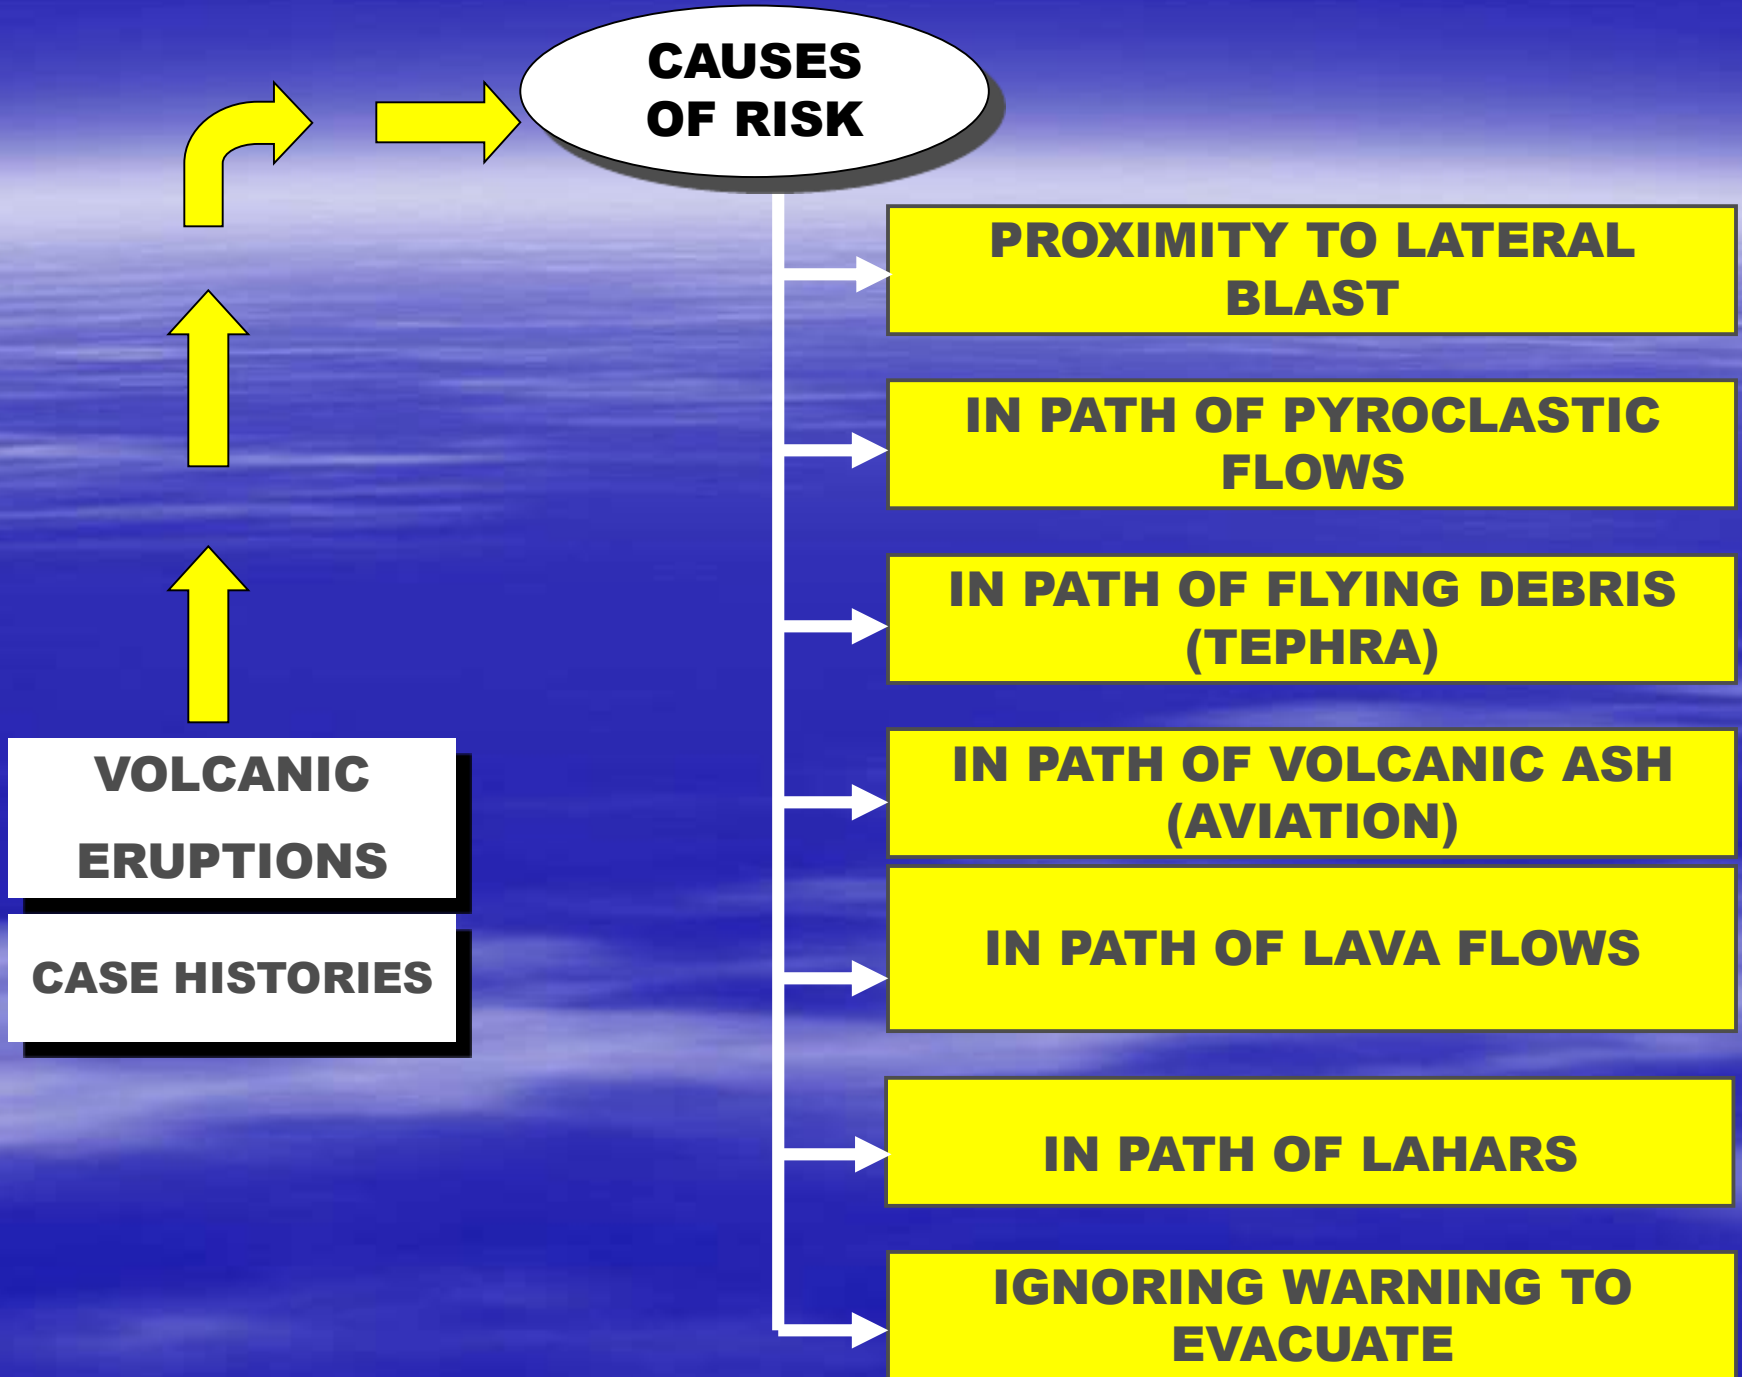 CAUSES
OF RISK
PROXIMITY TO LATERAL
BLAST
IN PATH OF PYROCLASTIC
FLOWS
IN PATH OF FLYING DEBRIS
(TEPHRA)
VOLCANIC
ERUPTIONS
CASE HISTORIES
IN PATH OF VOLCANIC ASH
(AVIATION)
IN PATH OF LAVA FLOWS
IN PATH OF LAHARS
IGNORING WARNING TO
EVACUATE